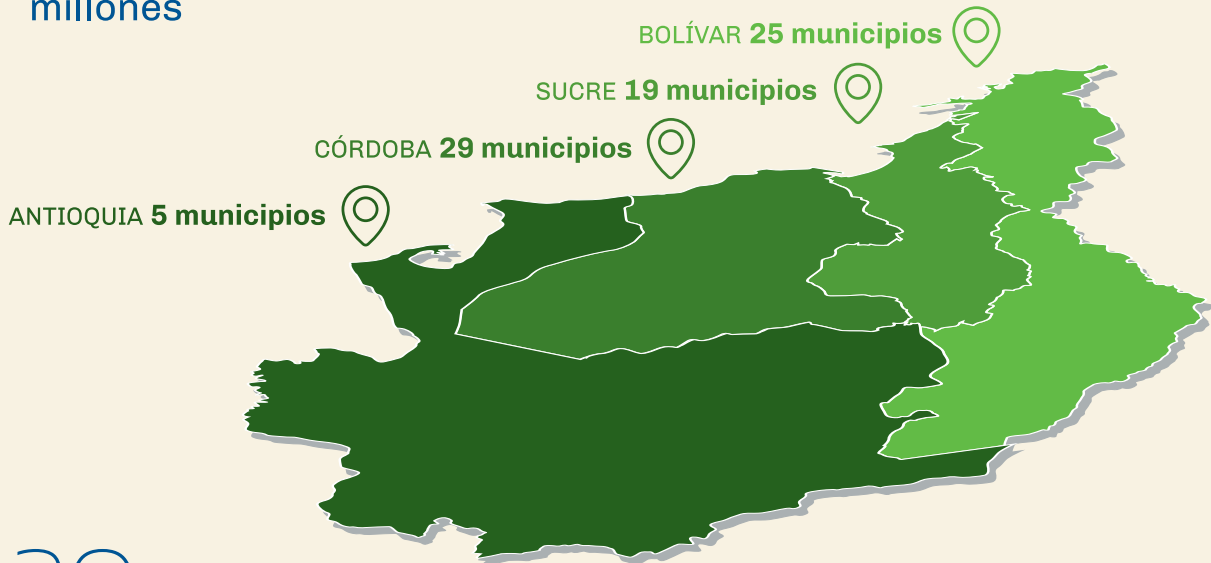 millones
BOLÍVAR 25 municipios
SUCRE 19 municipios
CÓRDOBA 29 municipios
ANTIOQUIA 5 municipios